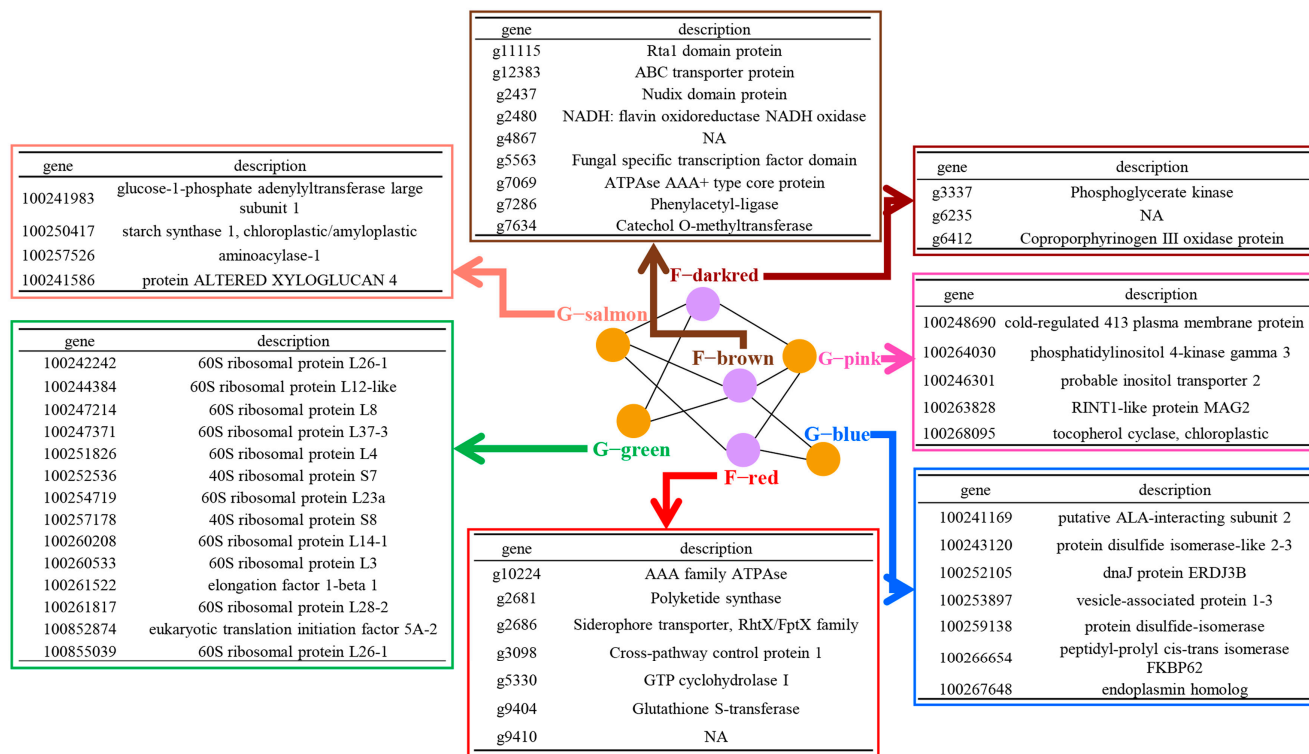 gene description
g11115 Rta1 domain protein
g12383 ABC transporter protein
g2437 Nudix domain protein
g2480 NADH: flavin oxidoreductase NADH oxidase
g4867 NA
g5563 Fungal specific transcription factor domain
g7069 ATPAse AAA+ type core protein
g7286 Phenylacetyl-ligase
g7634 Catechol O-methyltransferase
gene description
100241983 glucose-1-phosphate adenylyltransferase large
subunit 1
100250417 starch synthase 1, chloroplastic/amyloplastic
100257526 aminoacylase-1
100241586 protein ALTERED XYLOGLUCAN 4
gene description
g3337 Phosphoglycerate kinase
g6235 NA
g6412 Coproporphyrinogen III oxidase protein
F−darkred
G−salmon
F−brown
G−pink
G−blue
G−green
F−red
gene description
100248690 cold-regulated 413 plasma membrane protein
100264030 phosphatidylinositol 4-kinase gamma 3
100246301 probable inositol transporter 2
100263828 RINT1-like protein MAG2
100268095 tocopherol cyclase, chloroplastic
gene description
100242242 60S ribosomal protein L26-1
100244384 60S ribosomal protein L12-like
100247214 60S ribosomal protein L8
100247371 60S ribosomal protein L37-3
100251826 60S ribosomal protein L4
100252536 40S ribosomal protein S7
100254719 60S ribosomal protein L23a
100257178 40S ribosomal protein S8
100260208 60S ribosomal protein L14-1
100260533 60S ribosomal protein L3
100261522 elongation factor 1-beta 1
100261817 60S ribosomal protein L28-2
100852874 eukaryotic translation initiation factor 5A-2
100855039 60S ribosomal protein L26-1
gene description
g10224 AAA family ATPAse
g2681 Polyketide synthase
g2686 Siderophore transporter, RhtX/FptX family
g3098 Cross-pathway control protein 1
g5330 GTP cyclohydrolase I
g9404 Glutathione S-transferase
g9410 NA
gene description
100241169 putative ALA-interacting subunit 2
100243120 protein disulfide isomerase-like 2-3
100252105 dnaJ protein ERDJ3B
100253897 vesicle-associated protein 1-3
100259138 protein disulfide-isomerase
100266654 peptidyl-prolyl cis-trans isomerase
FKBP62
100267648 endoplasmin homolog